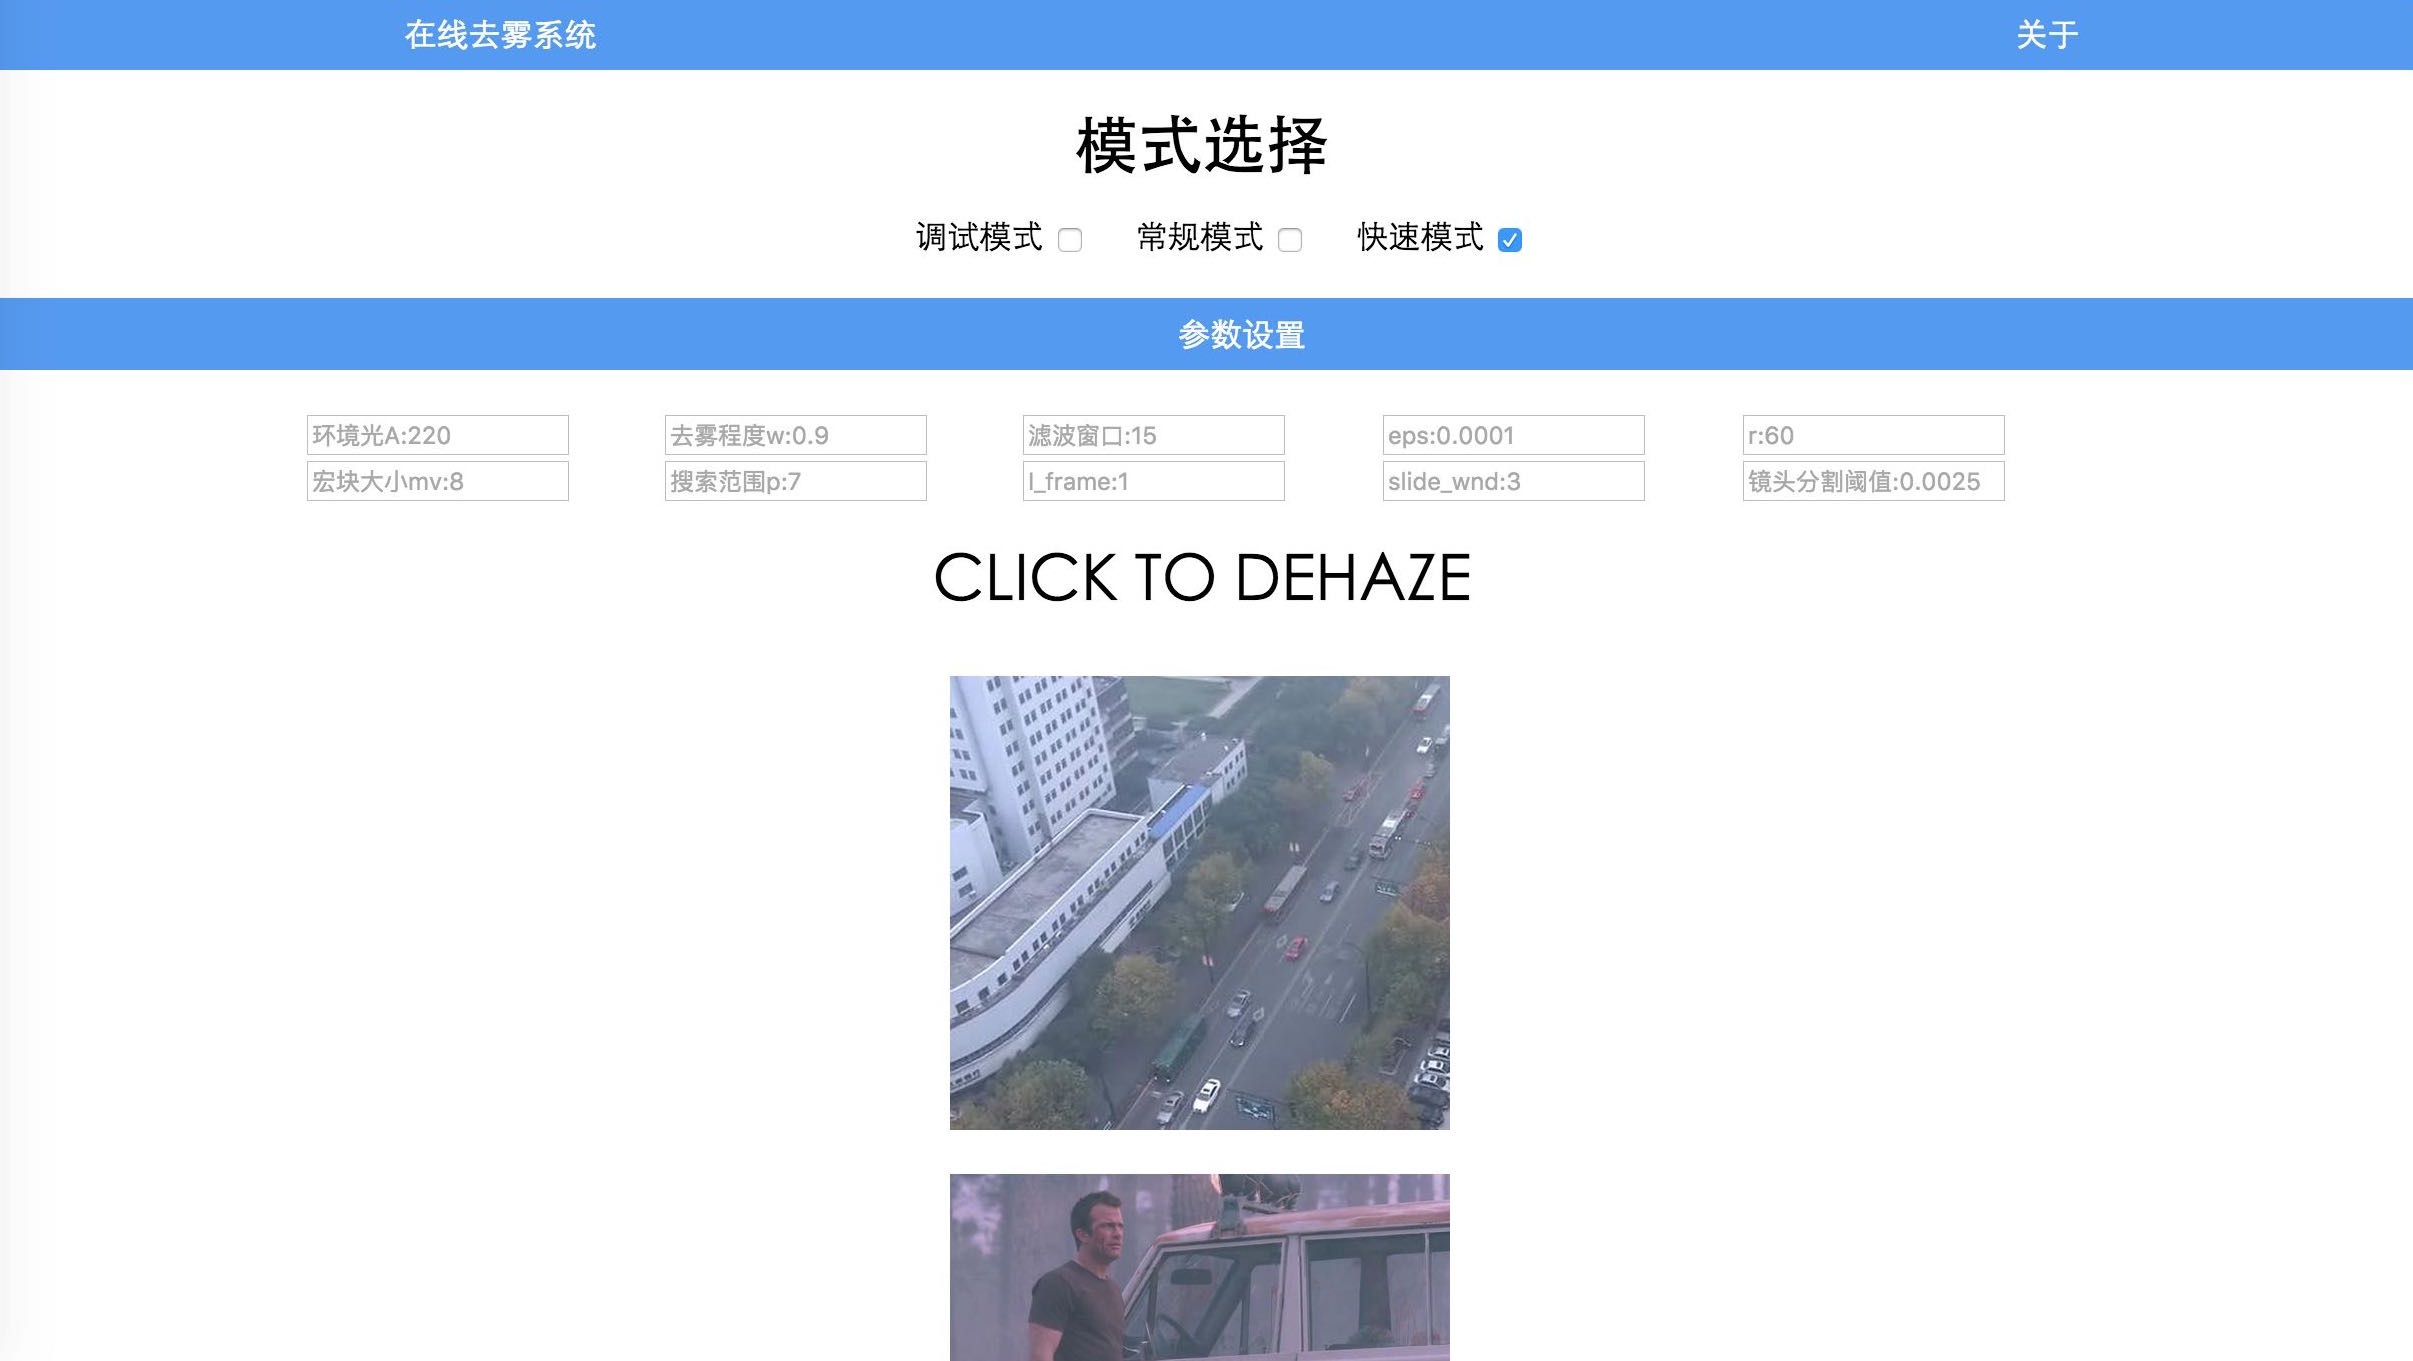 在线去雾系统 关于
模式选择
调试模式 常规模式 快速模式
参数设置
环境光A:220 去雾程度w:0.9 滤波窗口:15 eps:0.0001 r:60
宏块大小mv:8 搜索范围p:7 I_frame:1 slide_wnd:3 镜头分割阈值:0.0025
CLICK TO DEHAZE